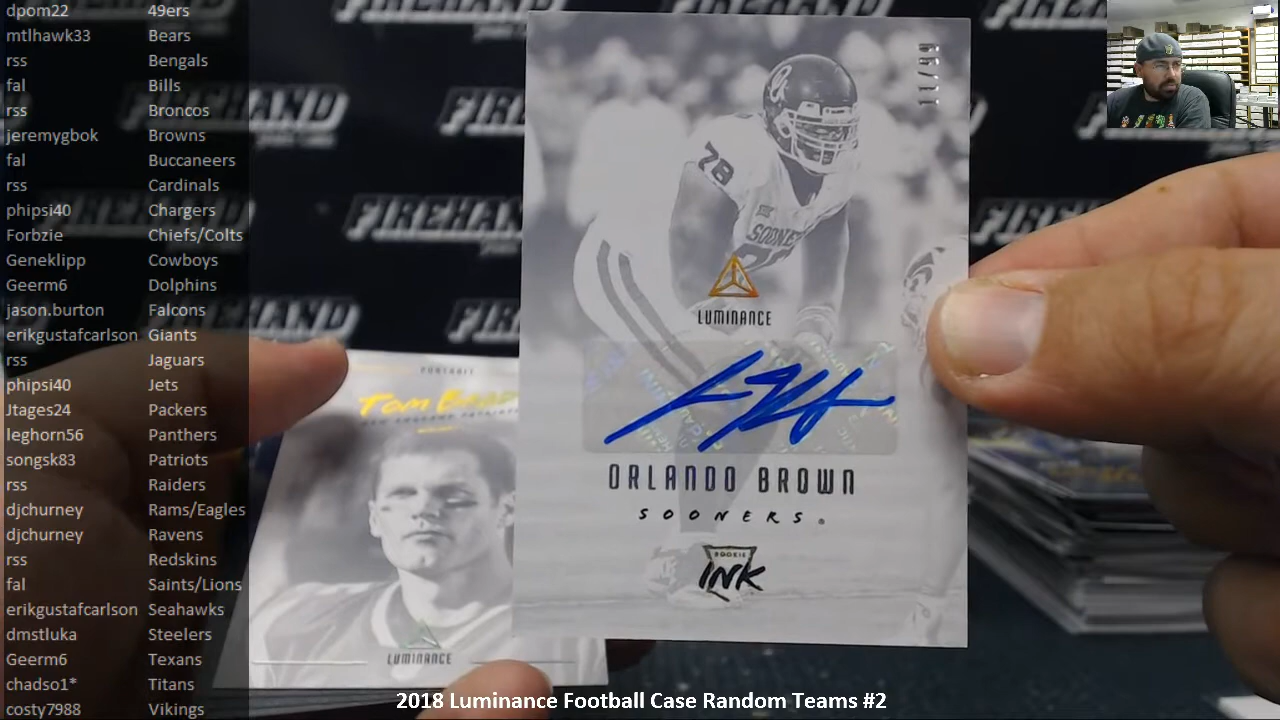 dpom22 49ers
mtlhawk33 Bears
rss Bengals
fal Bills
rss Broncos
jeremygbok Browns
fal Buccaneers
rss Cardinals
phipsi40 Chargers
Forbzie Chiefs/Colts
Geneklipp Cowboys
Geerm6 Dolphins
jason.burton Falcons
erikgustafcarlson Giants
rss Jaguars
phipsi40 Jets
Jtages24 Packers
leghorn56 Panthers
songsk83 Patriots
rss Raiders
djchurney Rams/Eagles
djchurney Ravens
rss Redskins
fal Saints/Lions
erikgustafcarlson Seahawks
dmstluka Steelers
Geerm6 Texans
chadso1* Titans
costy7988 Vikings
FIREHAND
FIREHAND
FIREHAND
PORTRAIT
Tom
LUMINANCE
11/99
78
SOONERS
LUMINANCE
ORLANDO BROWN
SOONERS.
ROOKIE
INK
2018 Luminance Football Case Random Teams #2